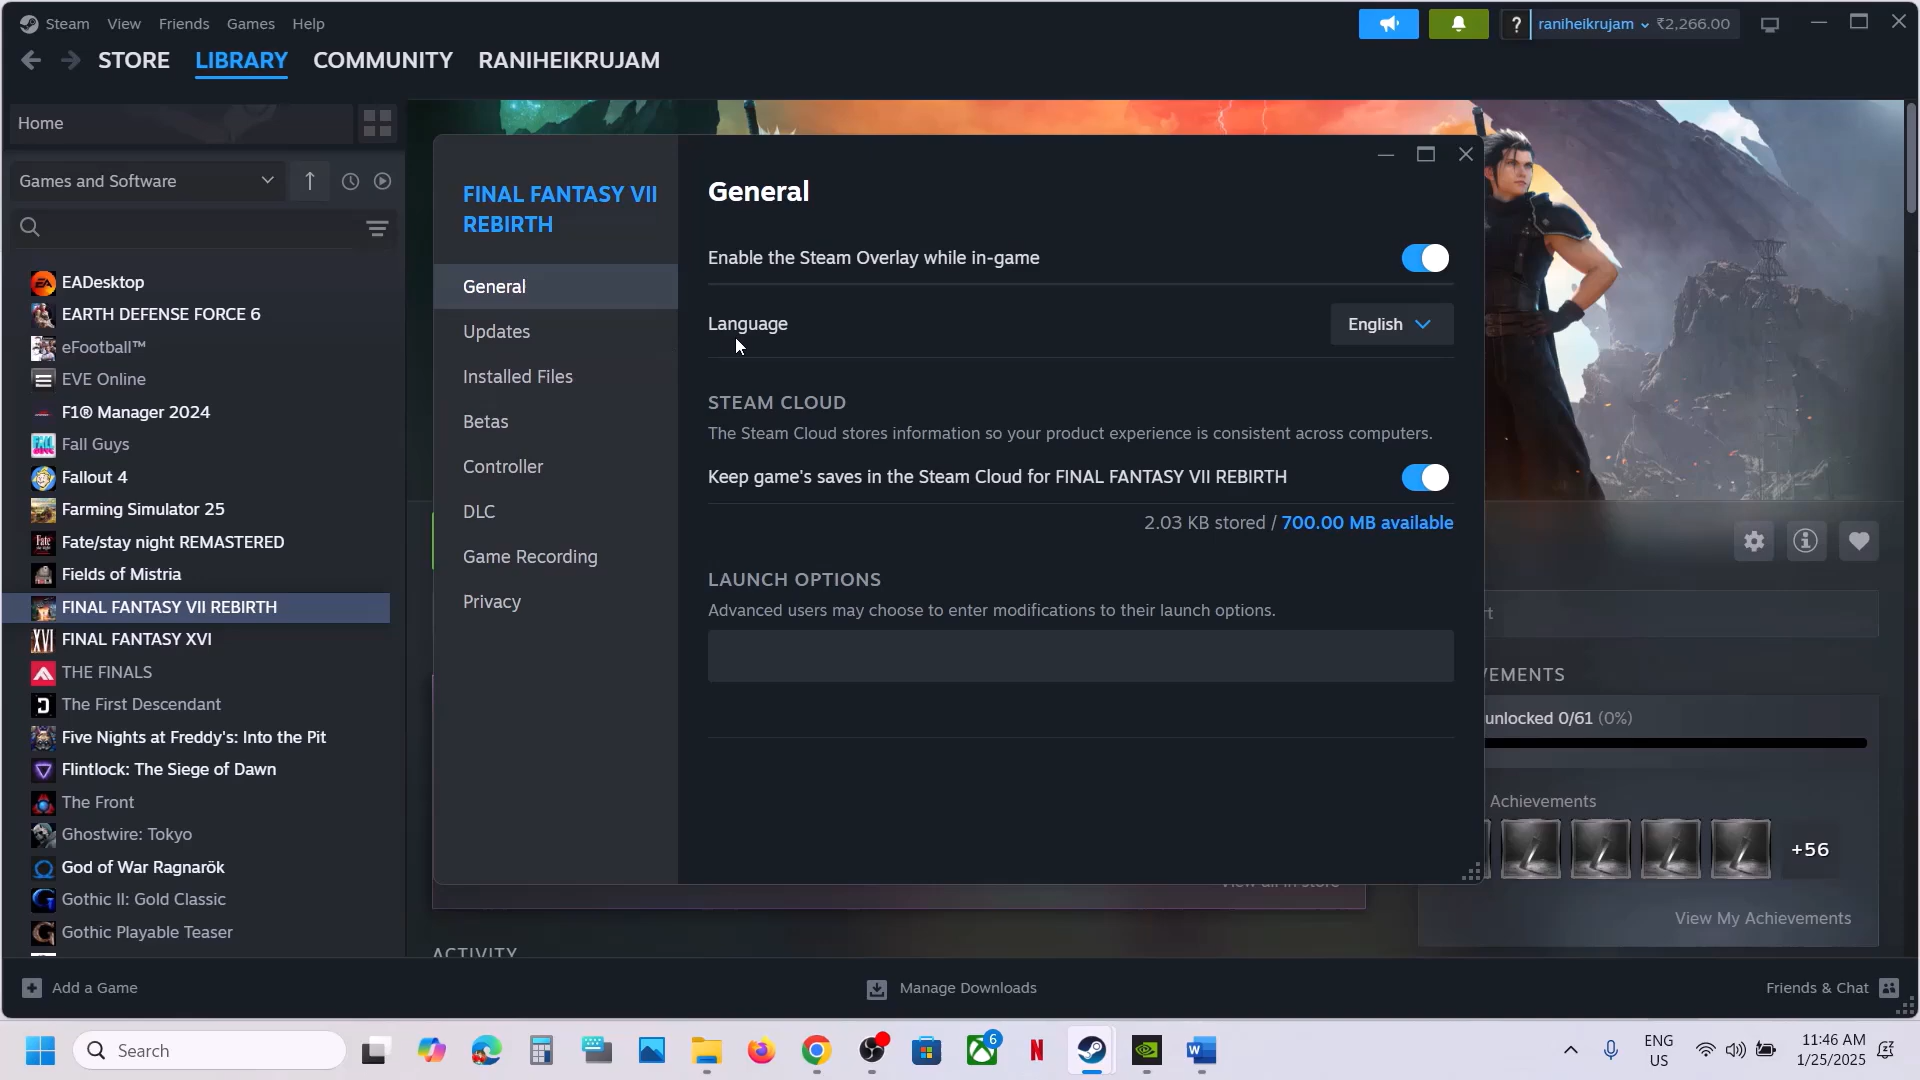 Steam View Friends Games Help
? raniheikrujam ₹2,266.00
STORE LIBRARY COMMUNITY RANIHEIKRUJAM
Home
Games and Software
EADesktop
EARTH DEFENSE FORCE 6
eFootball™
EVE Online
F1® Manager 2024
Fall Guys
Fallout 4
Farming Simulator 25
Fate/stay night REMASTERED
Fields of Mistria
FINAL FANTASY VII REBIRTH
FINAL FANTASY XVI
THE FINALS
The First Descendant
Five Nights at Freddy's: Into the Pit
Flintlock: The Siege of Dawn
The Front
Ghostwire: Tokyo
God of War Ragnarök
Gothic II: Gold Classic
Gothic Playable Teaser
FINAL FANTASY VII
REBIRTH
General
Updates
Installed Files
Betas
Controller
DLC
Game Recording
Privacy
General
Enable the Steam Overlay while in-game
Language English
STEAM CLOUD
The Steam Cloud stores information so your product experience is consistent across computers.
Keep game's saves in the Steam Cloud for FINAL FANTASY VII REBIRTH
2.03 KB stored / 700.00 MB available
LAUNCH OPTIONS
Advanced users may choose to enter modifications to their launch options.
unlocked 0/61 (0%)
Achievements
+56
View My Achievements
ACTIVITY
Add a Game
Manage Downloads
Friends & Chat
Search
6
ENG
US
11:46 AM
1/25/2025